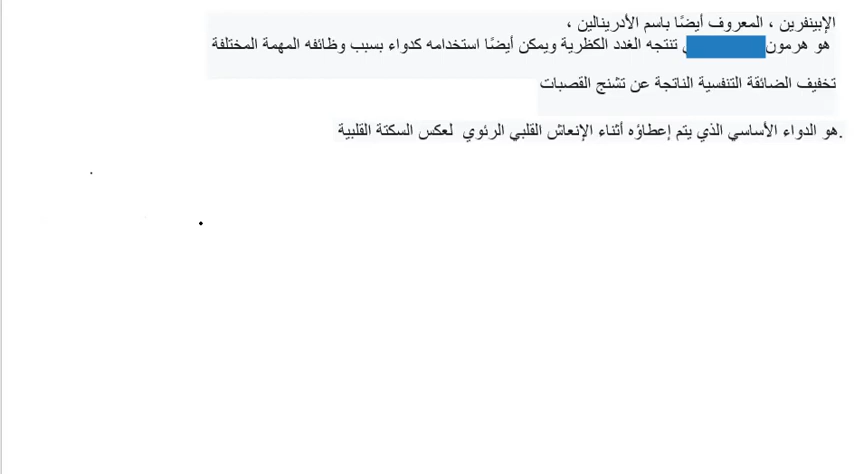 الإبينفرين ، المعروف أيضًا باسم الأدرينالين ،
هو هرمون تنتجه الغدد الكظرية ويمكن أيضًا استخدامه كدواء بسبب وظائفه المهمة المختلفة
تخفيف الضائقة التنفسية الناتجة عن تشنج القصبات
هو الدواء الأساسي الذي يتم إعطاؤه أثناء الإنعاش القلبي الرئوي لعكس السكتة القلبية.